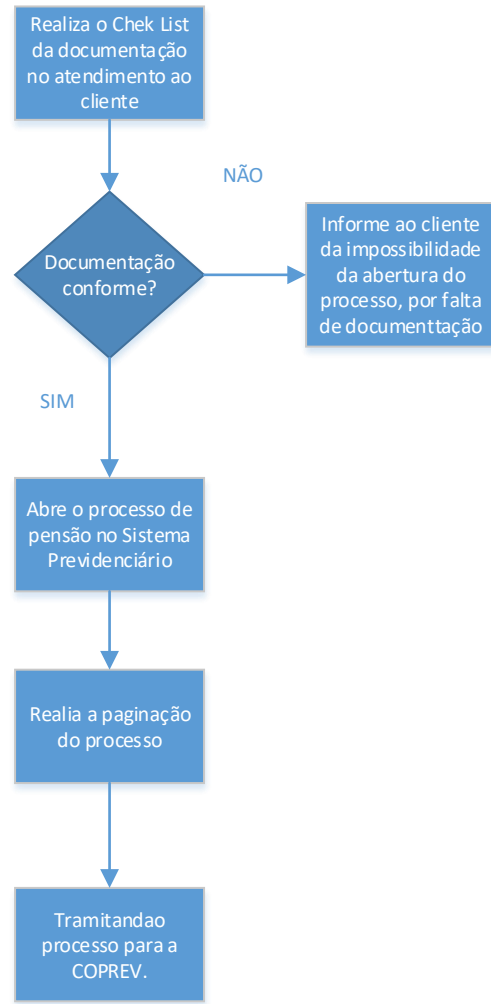 Realiza o Chek List
da documentação
no atendimento ao
cliente
NÃO
Documentação
conforme?
Informe ao cliente
da impossibilidade
da abertura do
processo, por falta
de documenttação
SIM
Abre o processo de
pensão no Sistema
Previdenciário
Realia a paginação
do processo
Tramitandao
processo para a
COPREV.